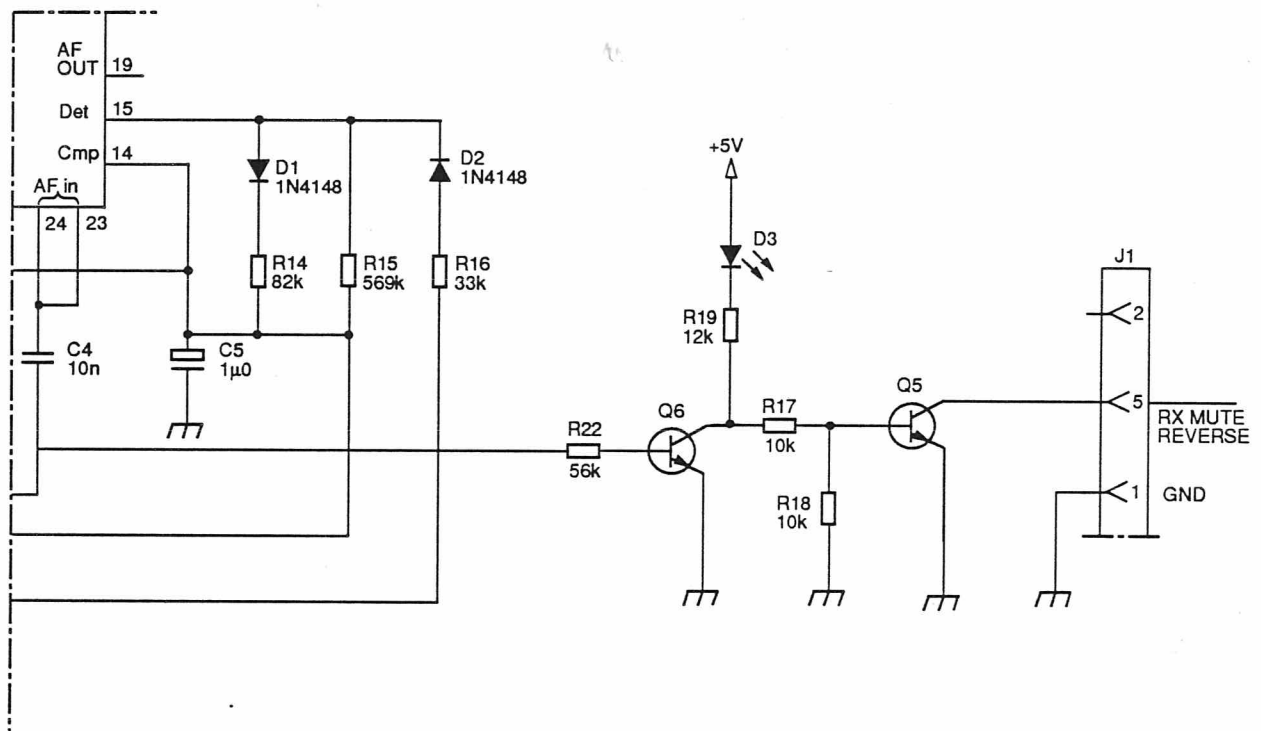 AF
OUT
19
Det
15
Cmp
14
AF in
24
23
D1
1N4148
D2
1N4148
+5V
D3
J1
R14
82k
R15
569k
R16
33k
R19
12k
2
C4
10n
C5
1µ0
Q6
R17
10k
Q5
5
RX MUTE
REVERSE
R22
56k
R18
10k
1
GND